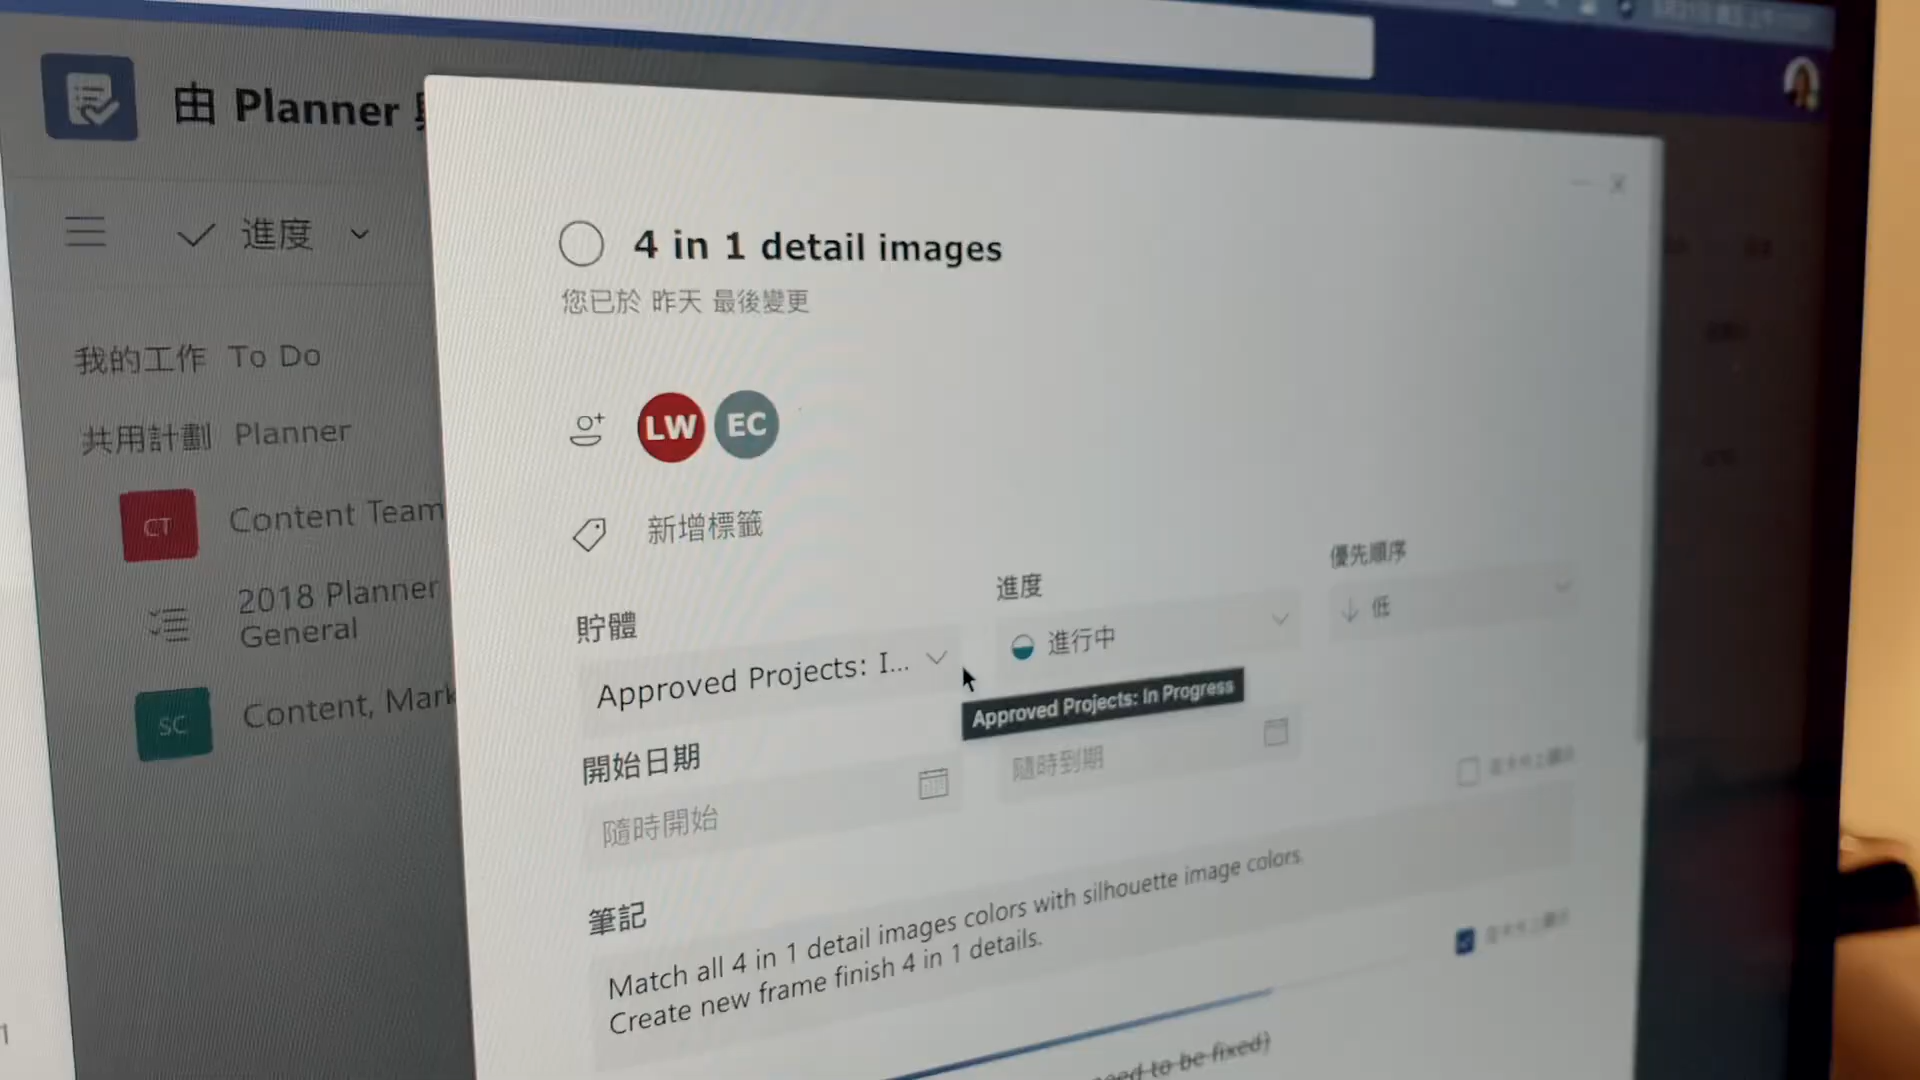 由 Planner
進度
我的工作 To Do
共用計劃 Planner
CT Content Team
2018 Planner
General
SC Content, Mark
4 in 1 detail images
您已於 昨天 最後變更
LW EC
新增標籤
貯體
Approved Projects: I...
進度
進行中
優先順序
低
Approved Projects: In Progress
開始日期
隨時開始
隨時到期
筆記
Match all 4 in 1 detail images colors with silhouette image colors.
Create new frame finish 4 in 1 details.
need to be fixed)
1